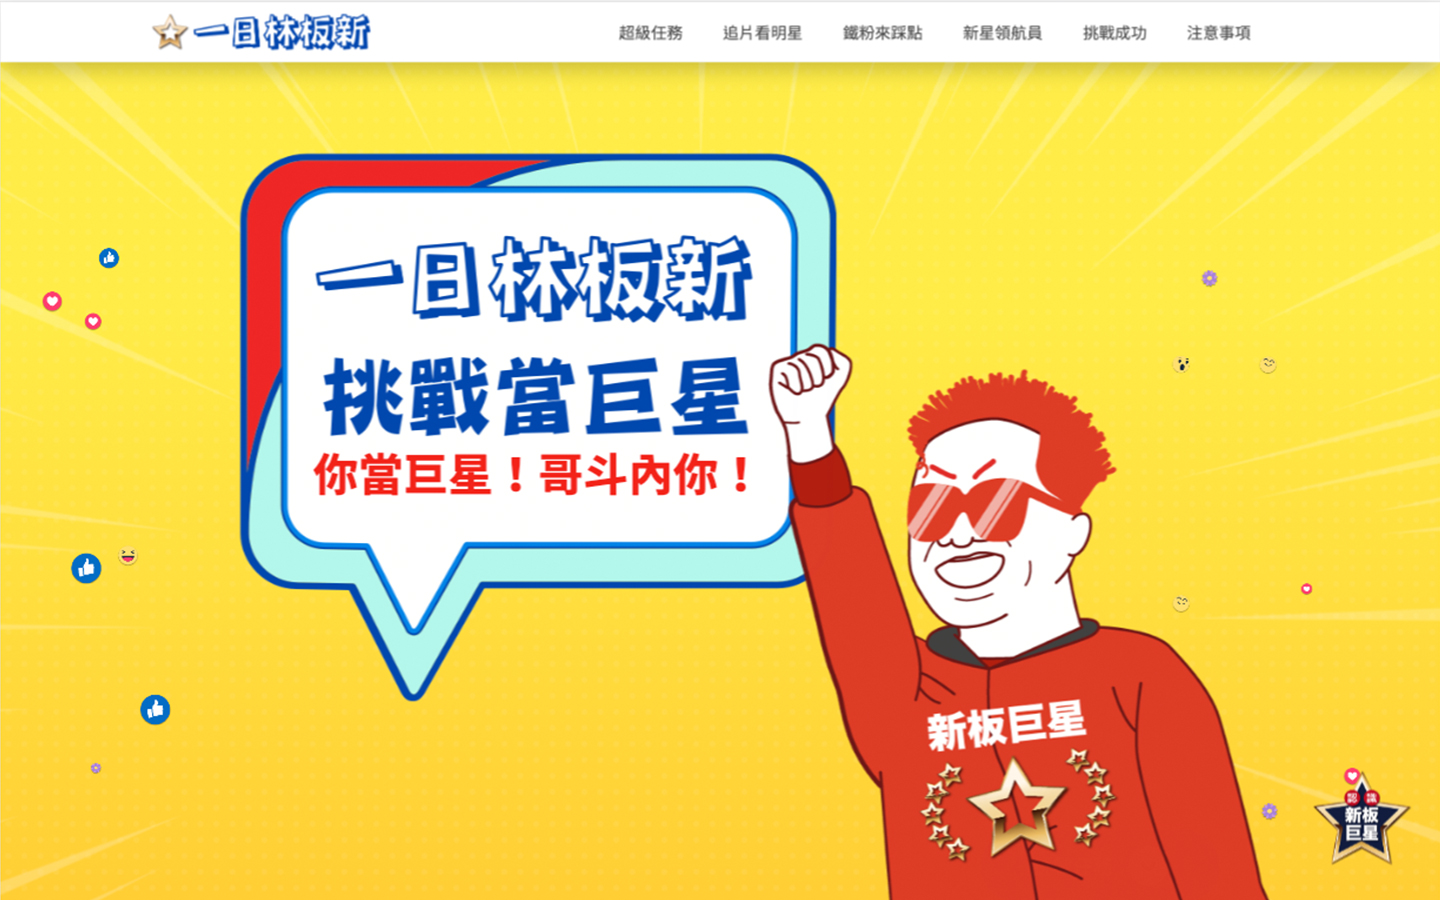 一日林板新
超級任務 追片看明星 鐵粉來踩點 新星領航員 挑戰成功 注意事項
一日林板新
挑戰當巨星
你當巨星！哥斗內你！
新板巨星
認識
新板
巨星